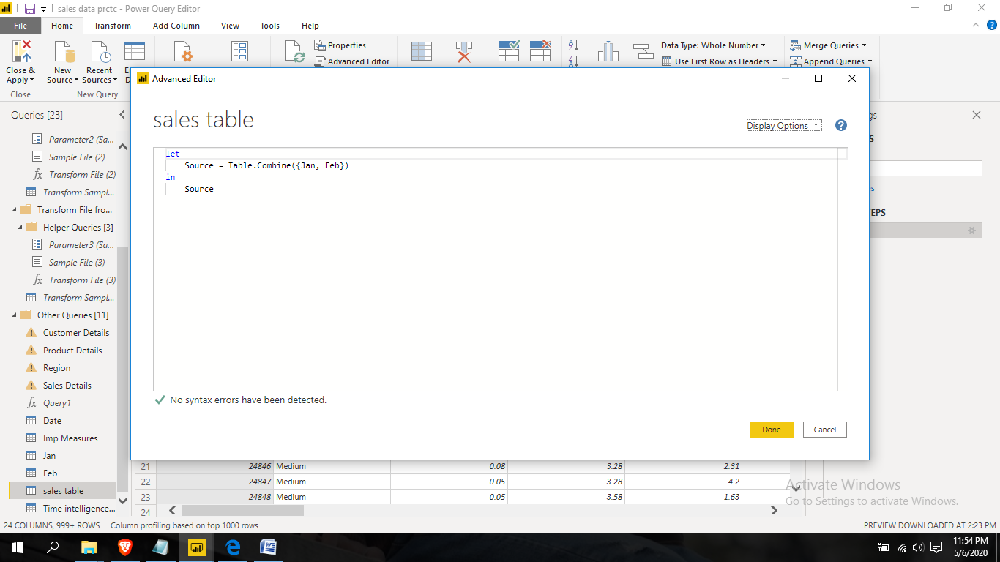 sales data prctc - Power Query Editor
File Home Transform Add Column View Tools Help
Close & Apply
New Source
Recent Sources
Properties
Advanced Editor
Data Type: Whole Number
Use First Row as Headers
Merge Queries
Append Queries
Close
New Query
Advanced Editor
Queries [23]
Parameter2 (Sa...
Sample File (2)
Transform File (2)
Transform Sampl...
Transform File fro...
Helper Queries [3]
Parameter3 (Sa...
Sample File (3)
Transform File (3)
Transform Sampl...
Other Queries [11]
Customer Details
Product Details
Region
Sales Details
Query1
Date
Imp Measures
Jan
Feb
sales table
Time intelligence...
sales table
Display Options
let
Source = Table.Combine({Jan, Feb})
in
Source
No syntax errors have been detected.
Done Cancel
21 24846 Medium 0.08 3.28 2.31
22 24847 Medium 0.05 3.28 4.2
23 24848 Medium 0.05 3.58 1.63
24
Activate Windows
Go to Settings to activate Windows.
24 COLUMNS, 999+ ROWS Column profiling based on top 1000 rows
PREVIEW DOWNLOADED AT 2:23 PM
11:54 PM
5/6/2020